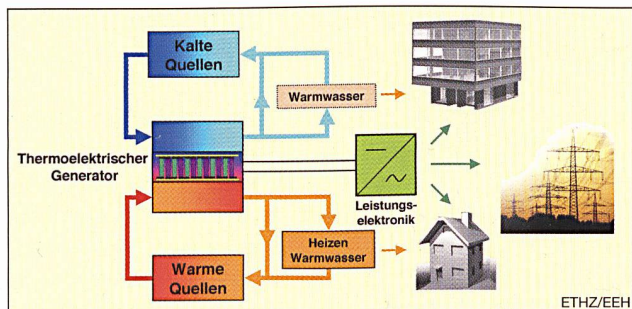 Kalte
Quellen
Warmwasser
Thermoelektrischer
Generator
Leistungs-
elektronik
Heizen
Warmwasser
Warme
Quellen
ETHZ/EEH